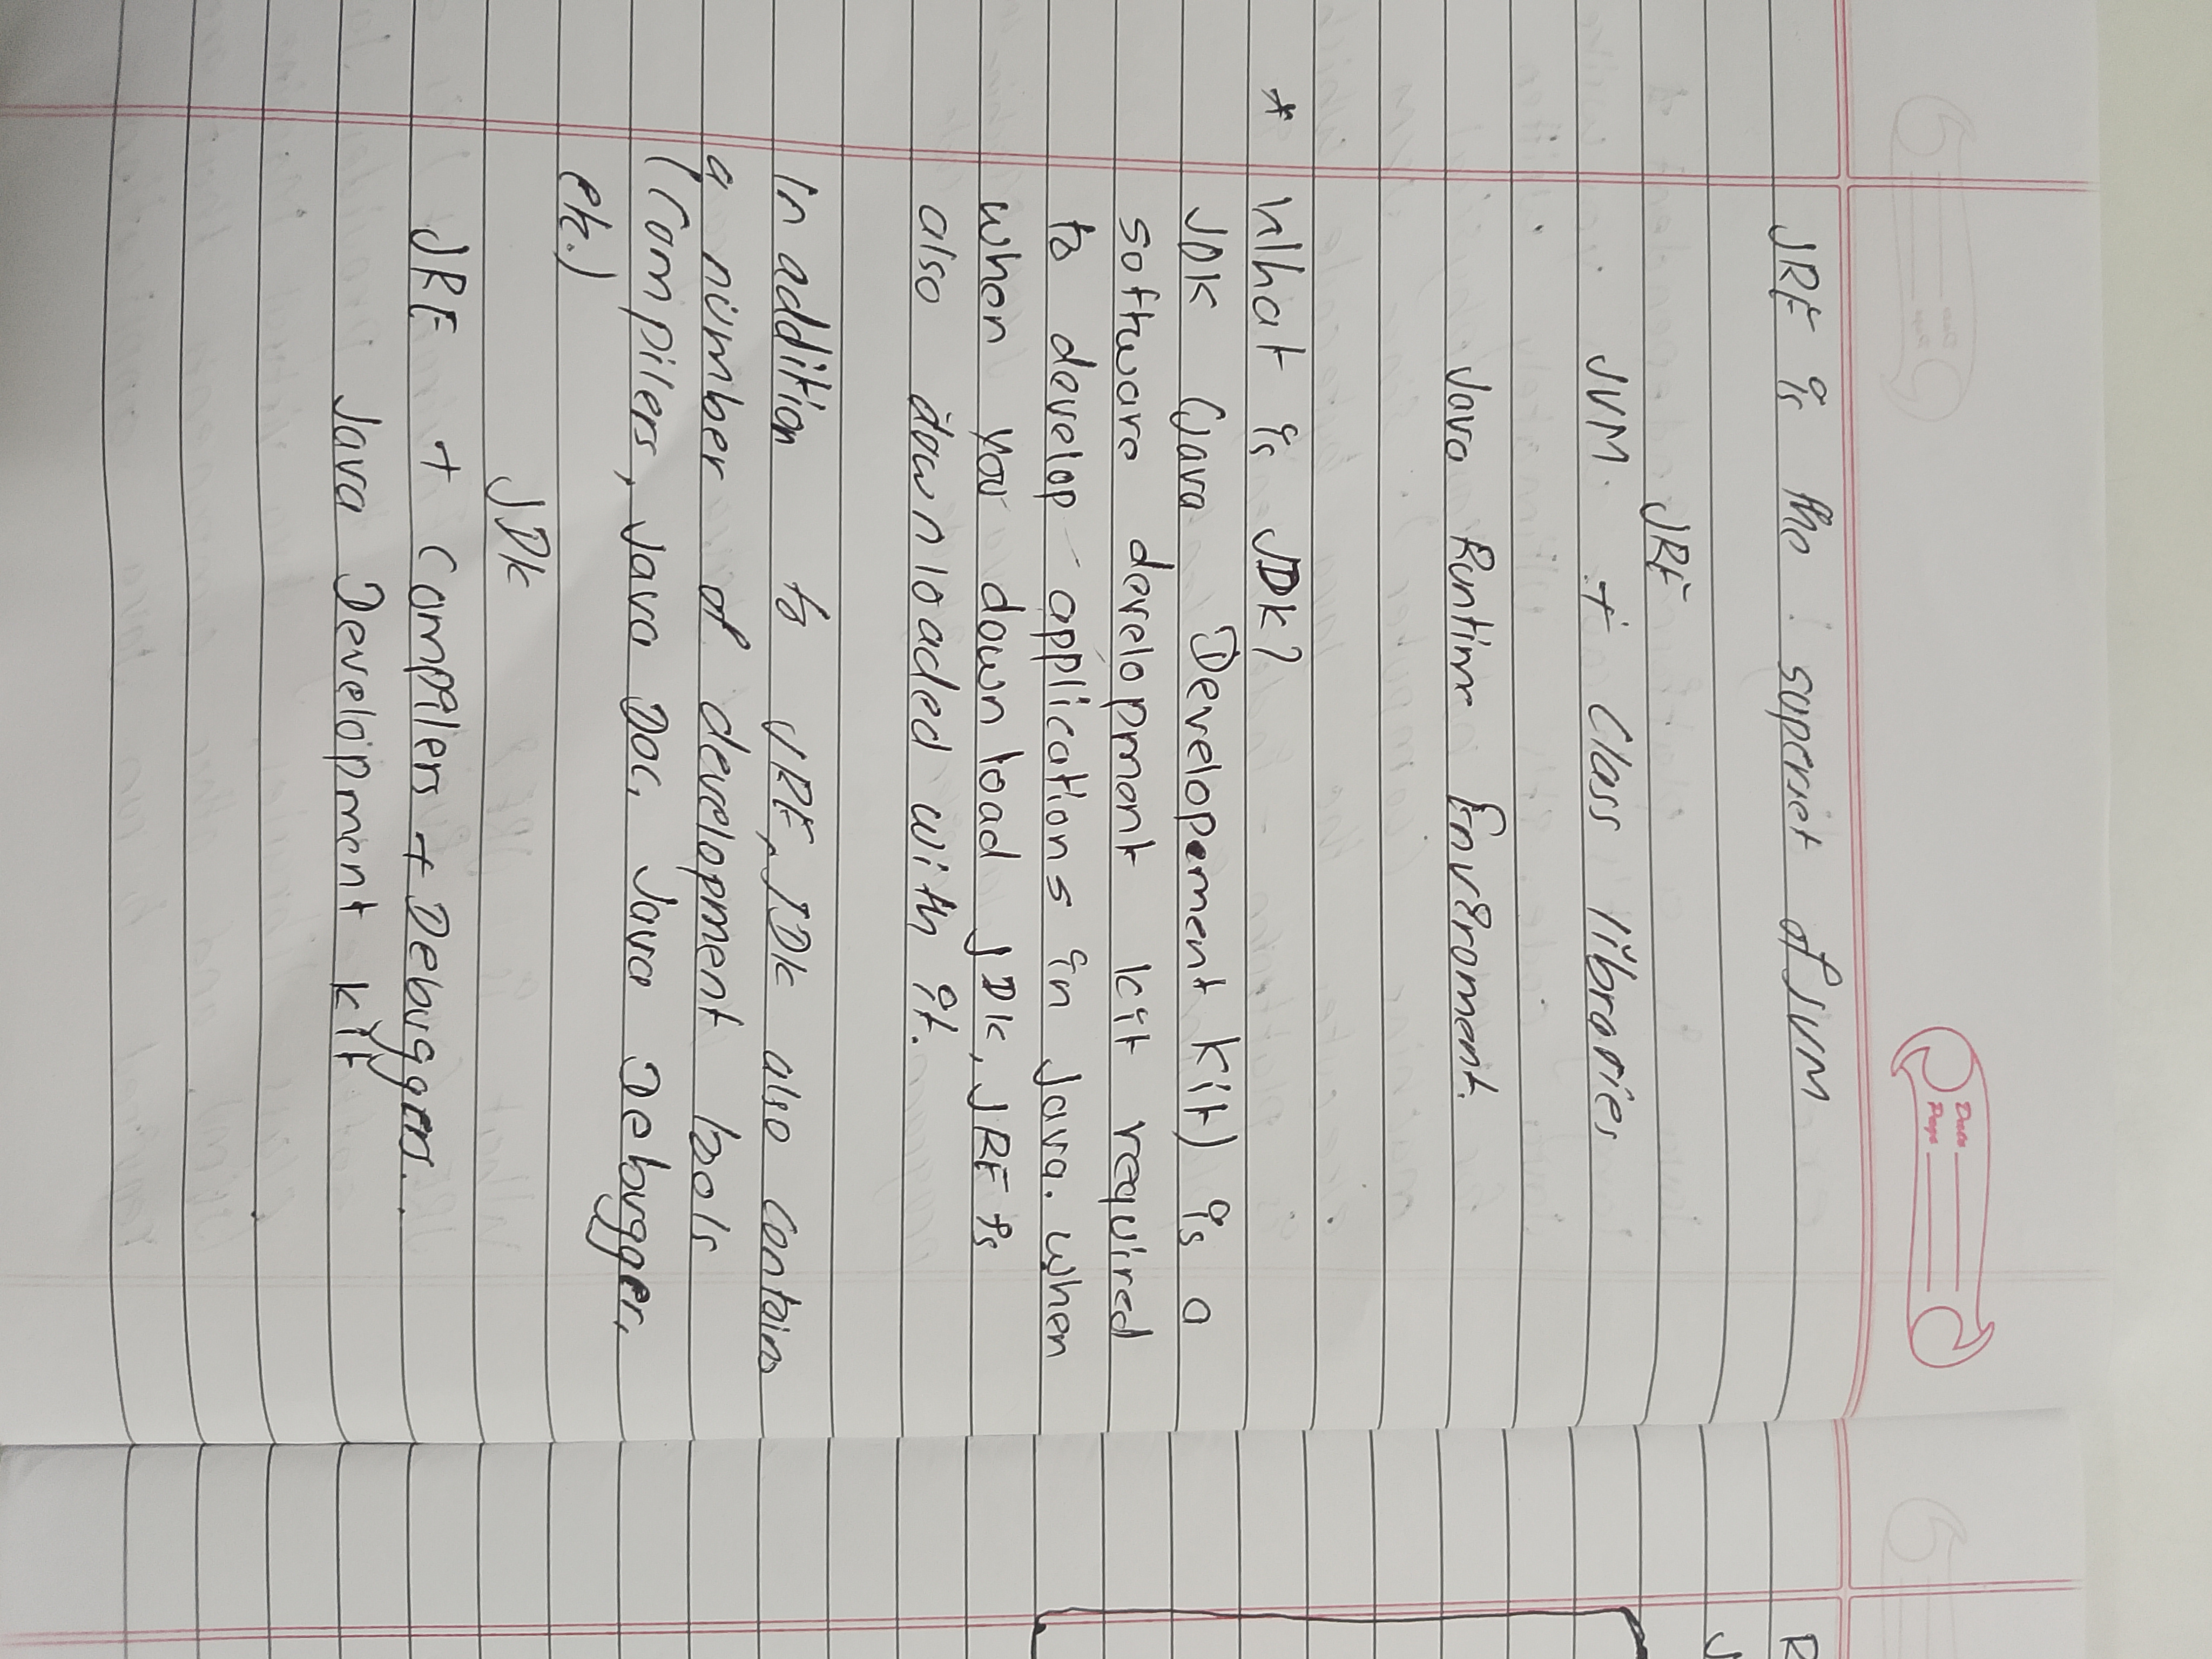 Date
Page
JRE is the superset of JVM
JRE
JVM + Class libraries
Java Runtime Environment.
* What is JDK?
JDK (Java Development Kit) is a
software development kit required
to develop applications in Java. when
when you download JDK, JRE is
also downloaded with it.
In addition to JRE, JDK also contains
a number of development tools
(Compilers, Java Doc, Java Debugger,
etc.)
JDK
JRE + Compilers + Debuggers.
Java Development Kit
R
J